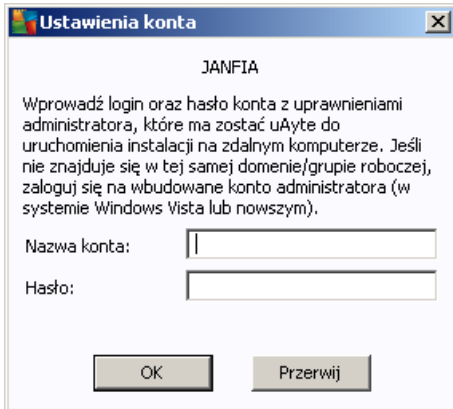 Ustawienia konta
JANFIA
Wprowadź login oraz hasło konta z uprawnieniami
administratora, które ma zostać uAyte do
uruchomienia instalacji na zdalnym komputerze. Jeśli
nie znajduje się w tej samej domenie/grupie roboczej,
zaloguj się na wbudowane konto administratora (w
systemie Windows Vista lub nowszym).
Nazwa konta:
Hasło:
OK Przerwij